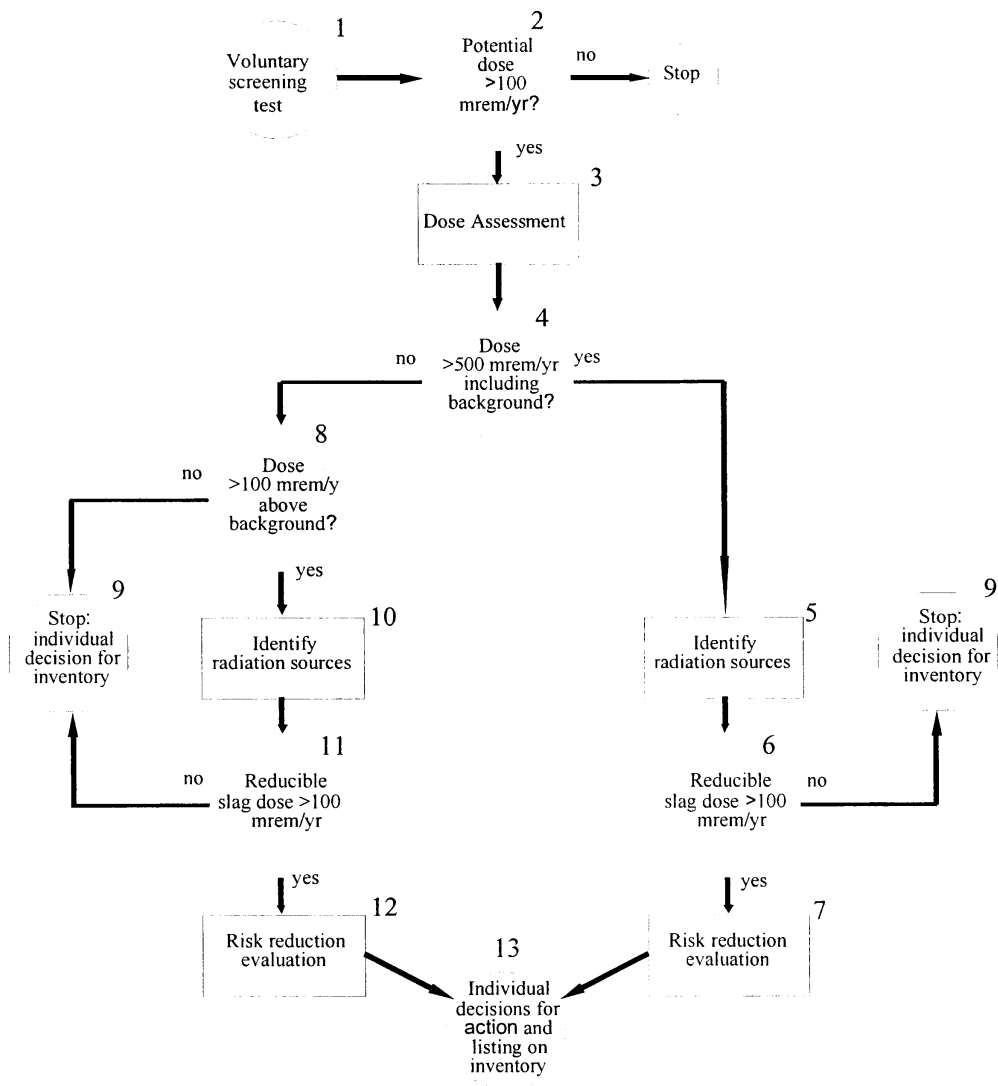 1
Voluntary
screening
test
2
Potential
dose
>100
mrem/yr?
no
Stop
yes
3
Dose Assessment
4
Dose
>500 mrem/yr
including
background?
no
yes
8
Dose
>100 mrem/y
above
background?
no
yes
9
Stop:
individual
decision for
inventory
10
Identify
radiation sources
5
Identify
radiation sources
9
Stop:
individual
decision for
inventory
11
Reducible
slag dose >100
mrem/yr
no
yes
6
Reducible
slag dose >100
mrem/yr
no
yes
12
Risk reduction
evaluation
7
Risk reduction
evaluation
13
Individual
decisions for
action and
listing on
inventory